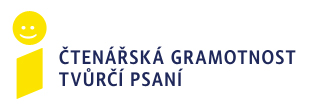 ČTENÁŘSKÁ GRAMOTNOST
TVŮRČÍ PSANÍ